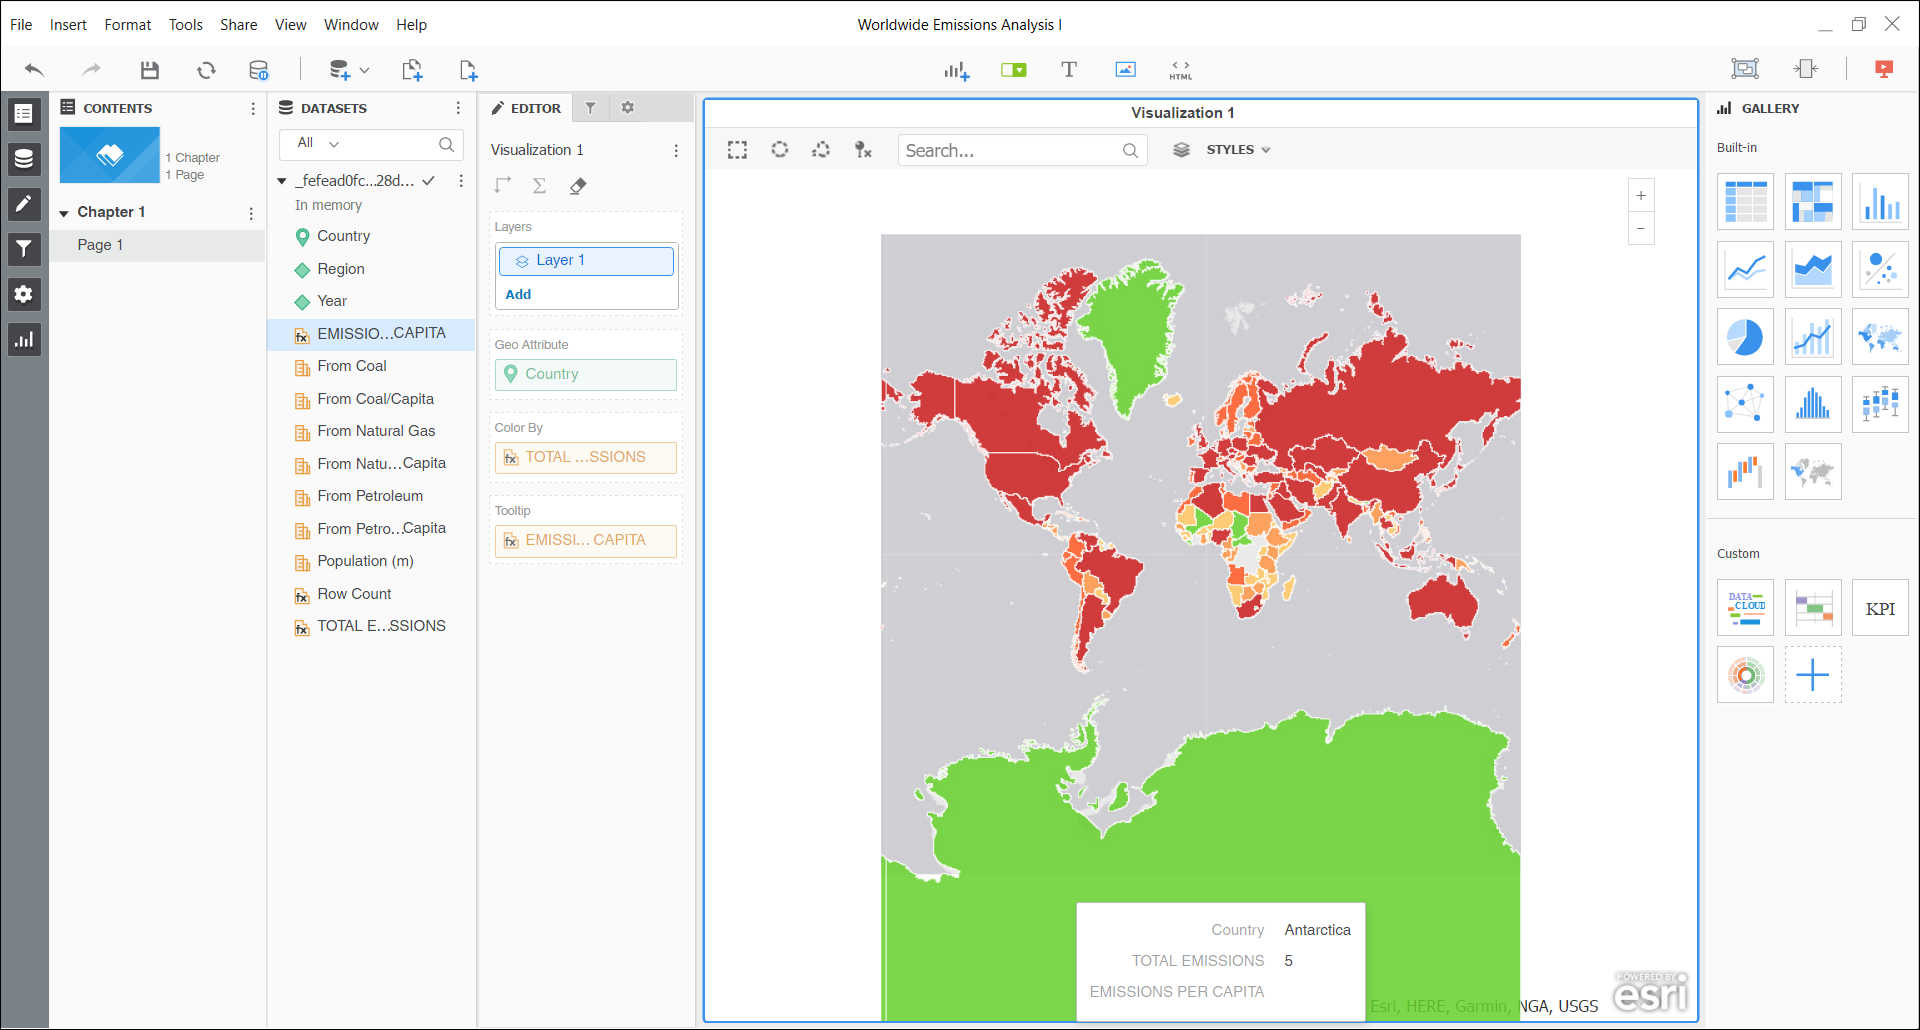 File Insert Format Tools Share View Window Help
Worldwide Emissions Analysis I
HTML
CONTENTS
1 Chapter
1 Page
Chapter 1
Page 1
DATASETS
All
_fefead0fc...28d...
In memory
Country
Region
Year
EMISSIO...CAPITA
From Coal
From Coal/Capita
From Natural Gas
From Natu...Capita
From Petroleum
From Petro...Capita
Population (m)
Row Count
TOTAL E...SSIONS
EDITOR
Visualization 1
Layers
Layer 1
Add
Geo Attribute
Country
Color By
TOTAL ...SSIONS
Tooltip
EMISSI... CAPITA
Visualization 1
Search...
STYLES
+
−
Country Antarctica
TOTAL EMISSIONS 5
EMISSIONS PER CAPITA
Esri, HERE, Garmin, NGA, USGS
POWERED BY
esri
GALLERY
Built-in
Custom
DATA
CLOUD
KPI